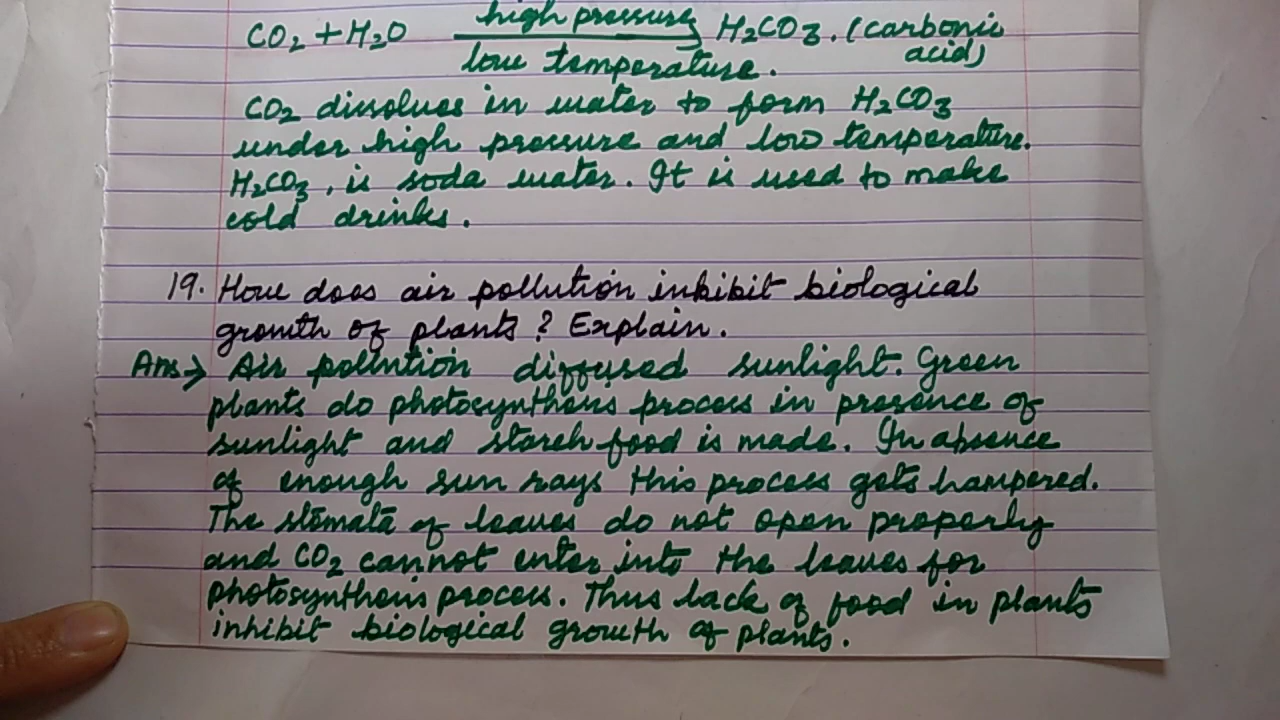 high pressure
CO2 + H2O H2CO3. (carbonic
low temperature. acid)
CO2 dissolves in water to form H2CO3
under high pressure and low temperature.
H2CO3, is soda water. It is used to make
cold drinks.
19. How does air pollution inhibit biological
growth of plants? Explain.
Ans→ Air pollution diffused sunlight. Green
plants do photosynthesis process in presence of
sunlight and starch food is made. In absence
of enough sun rays this process gets hampered.
The stomata of leaves do not open properly
and CO2 cannot enter into the leaves for
photosynthesis process. Thus lack of food in plants
inhibit biological growth of plants.